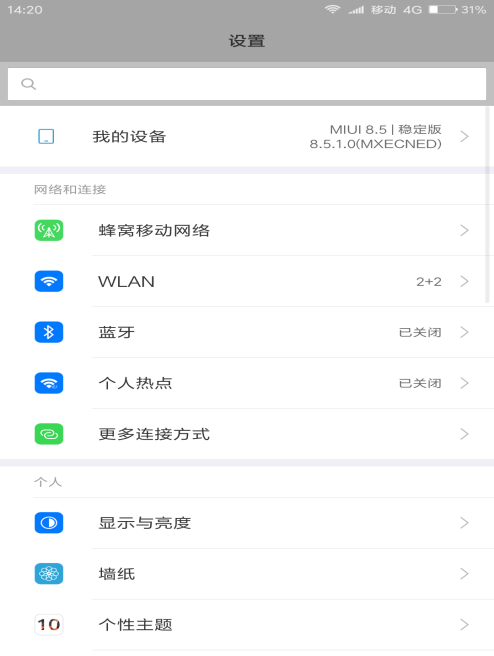 14:20 移动 4G 31%
设置
我的设备
MIUI 8.5 | 稳定版
8.5.1.0(MXECNED)
网络和连接
蜂窝移动网络
WLAN 2+2
蓝牙 已关闭
个人热点 已关闭
更多连接方式
个人
显示与亮度
墙纸
10 个性主题